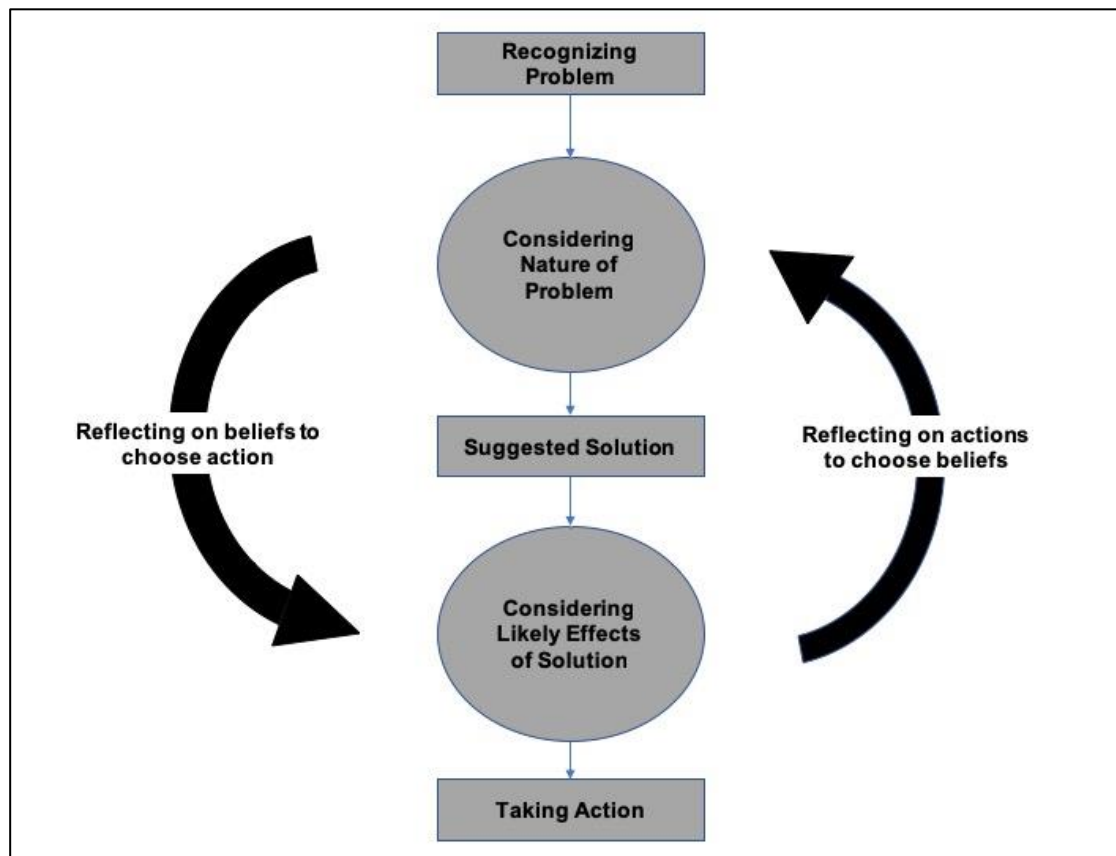 Recognizing
Problem
Considering
Nature of
Problem
Reflecting on beliefs to
choose action
Suggested Solution
Reflecting on actions
to choose beliefs
Considering
Likely Effects
of Solution
Taking Action